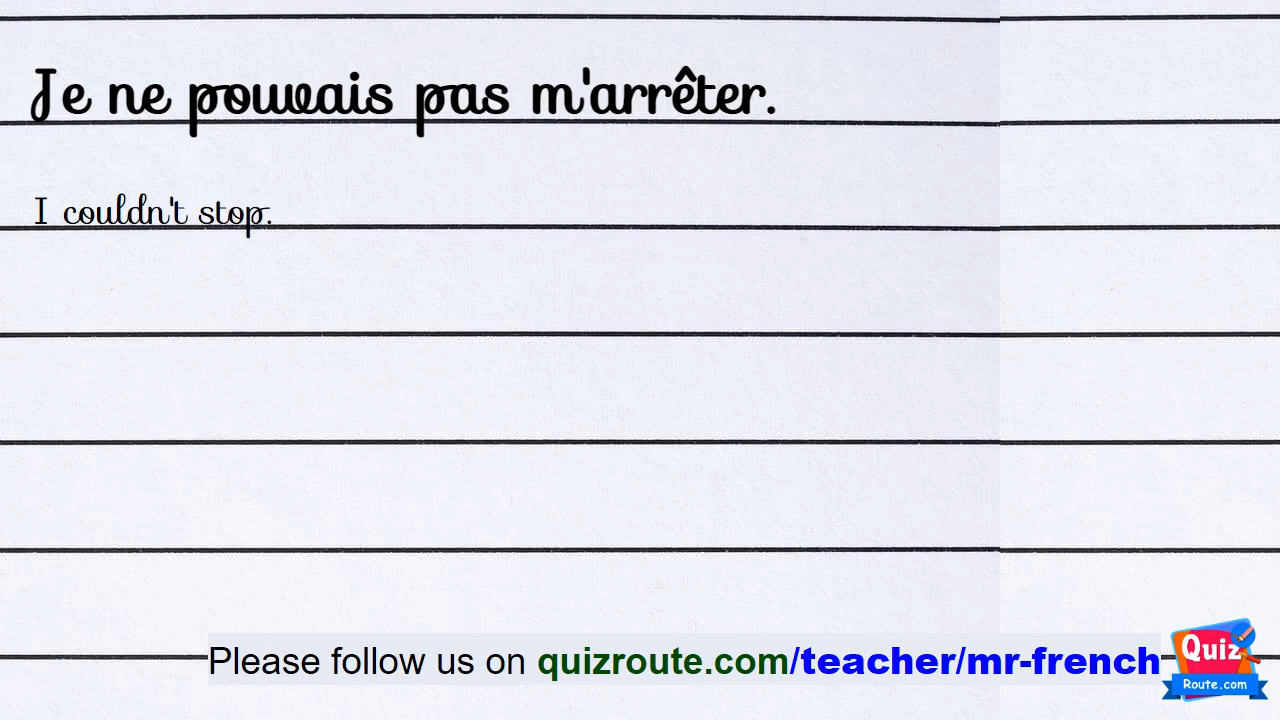 Je ne pouvais pas m'arrêter.
I couldn't stop.
Please follow us on quizroute.com/teacher/mr-french
Quiz
Route.com